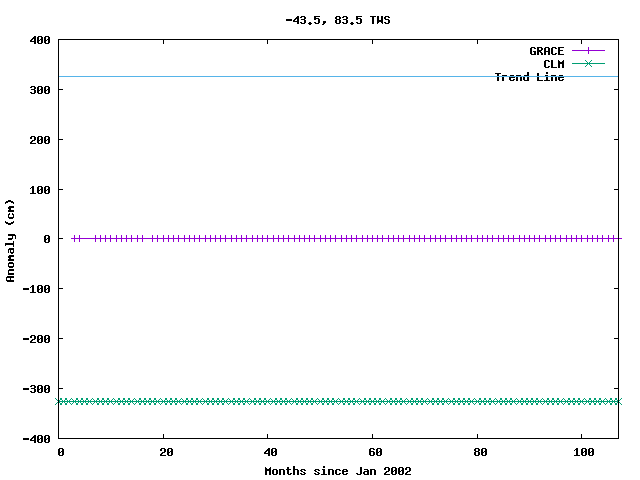 -43.5, 83.5 TWS
GRACE
CLM
Trend Line
400
300
200
100
0
-100
-200
-300
-400
Anomaly (cm)
0 20 40 60 80 100
Months since Jan 2002